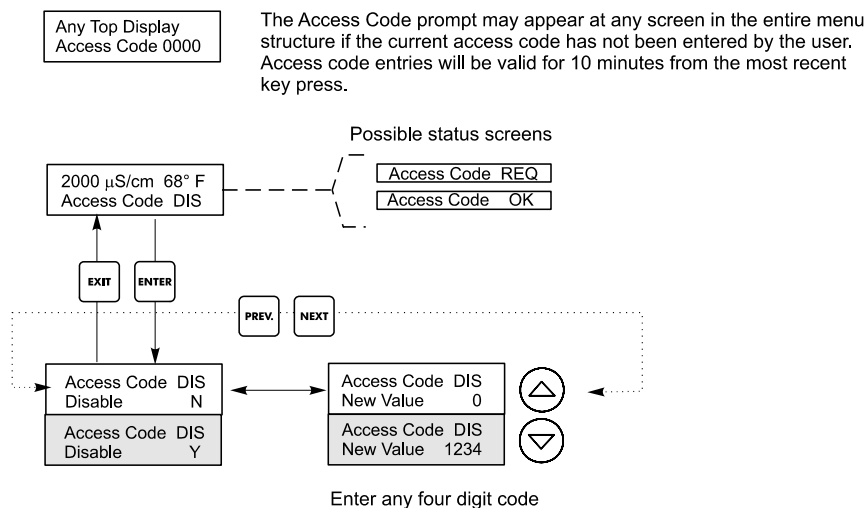 Any Top Display
Access Code 0000
The Access Code prompt may appear at any screen in the entire menu
structure if the current access code has not been entered by the user.
Access code entries will be valid for 10 minutes from the most recent
key press.
Possible status screens
2000 µS/cm 68° F
Access Code DIS
Access Code REQ
Access Code OK
EXIT
ENTER
PREV.
NEXT
Access Code DIS
Disable N
Access Code DIS
Disable Y
Access Code DIS
New Value 0
Access Code DIS
New Value 1234
Enter any four digit code